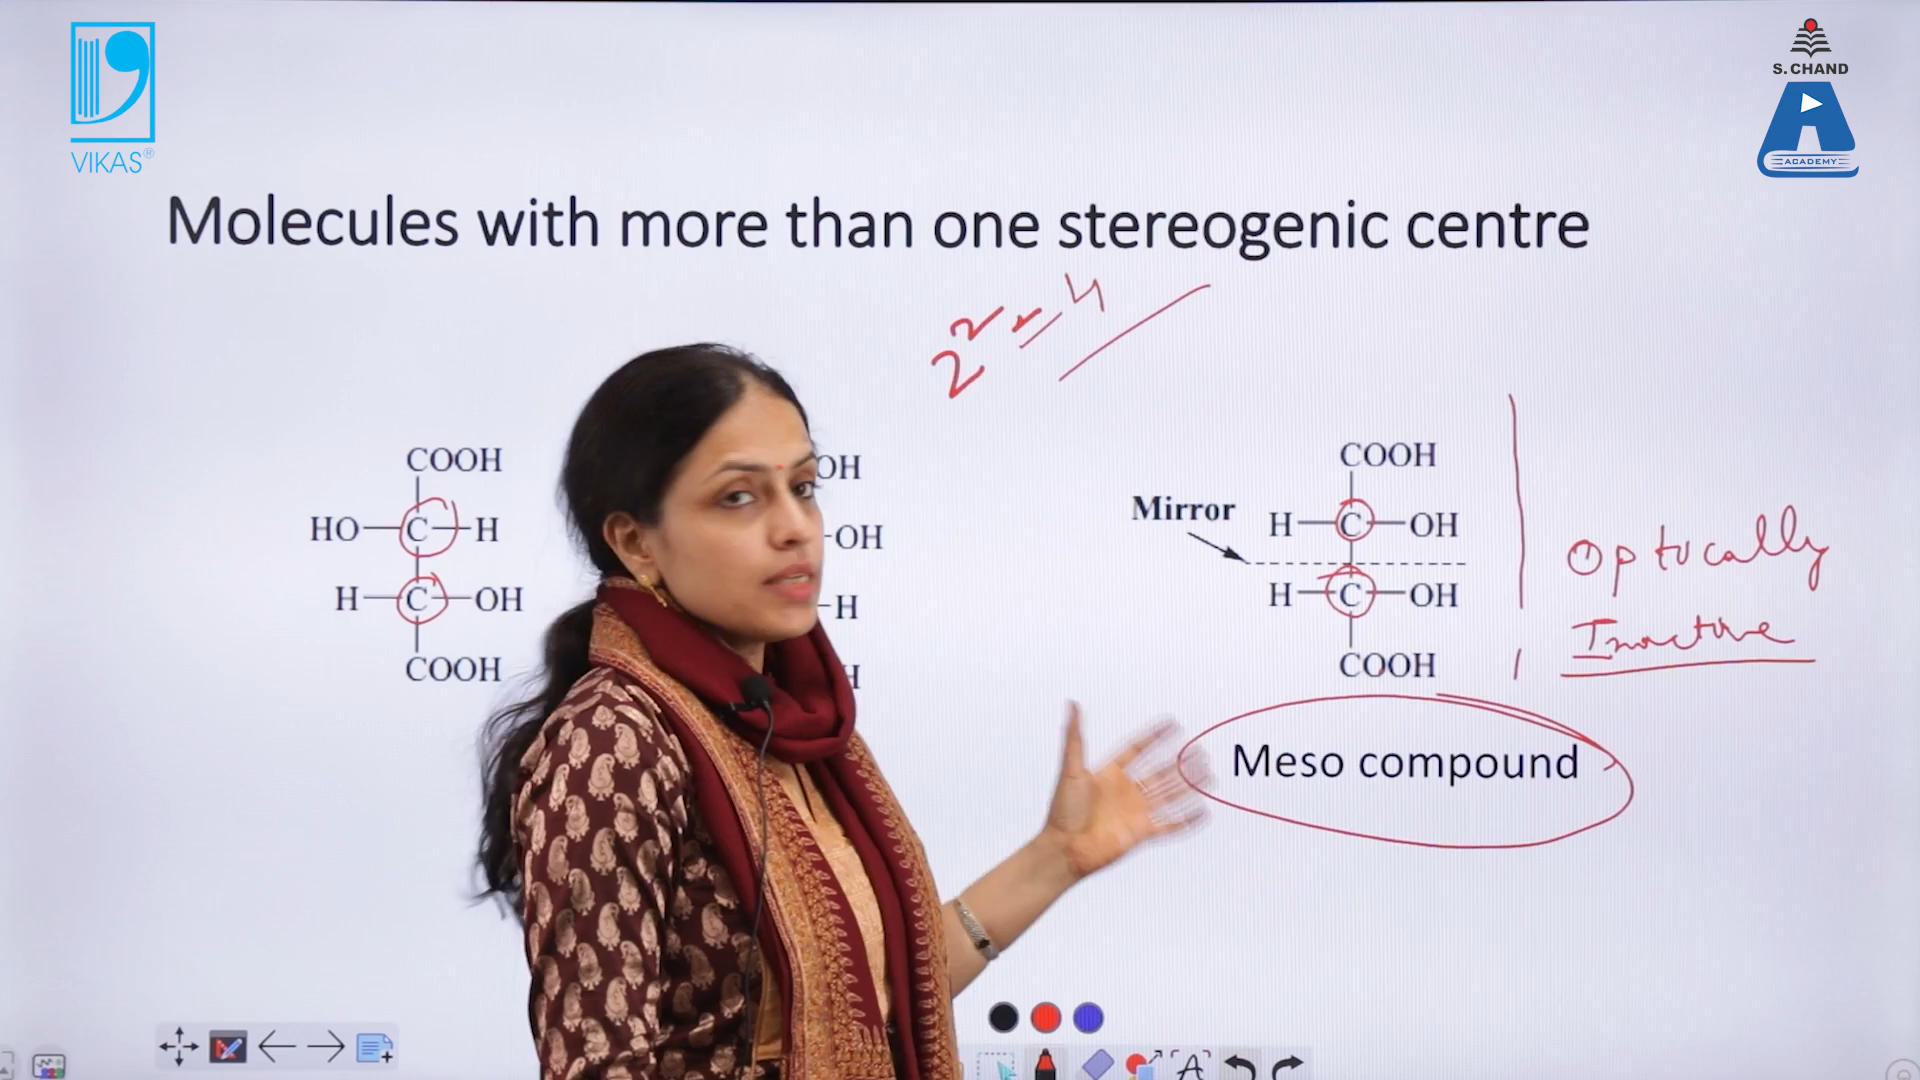 VIKAS®
S. CHAND
ACADEMY
Molecules with more than one stereogenic centre
2² = 4
COOH
HO—C—H
H—C—OH
COOH
OH
-OH
-H
H
Mirror
COOH
H—C—OH
H—C—OH
COOH
Optically
Inactive
Meso compound